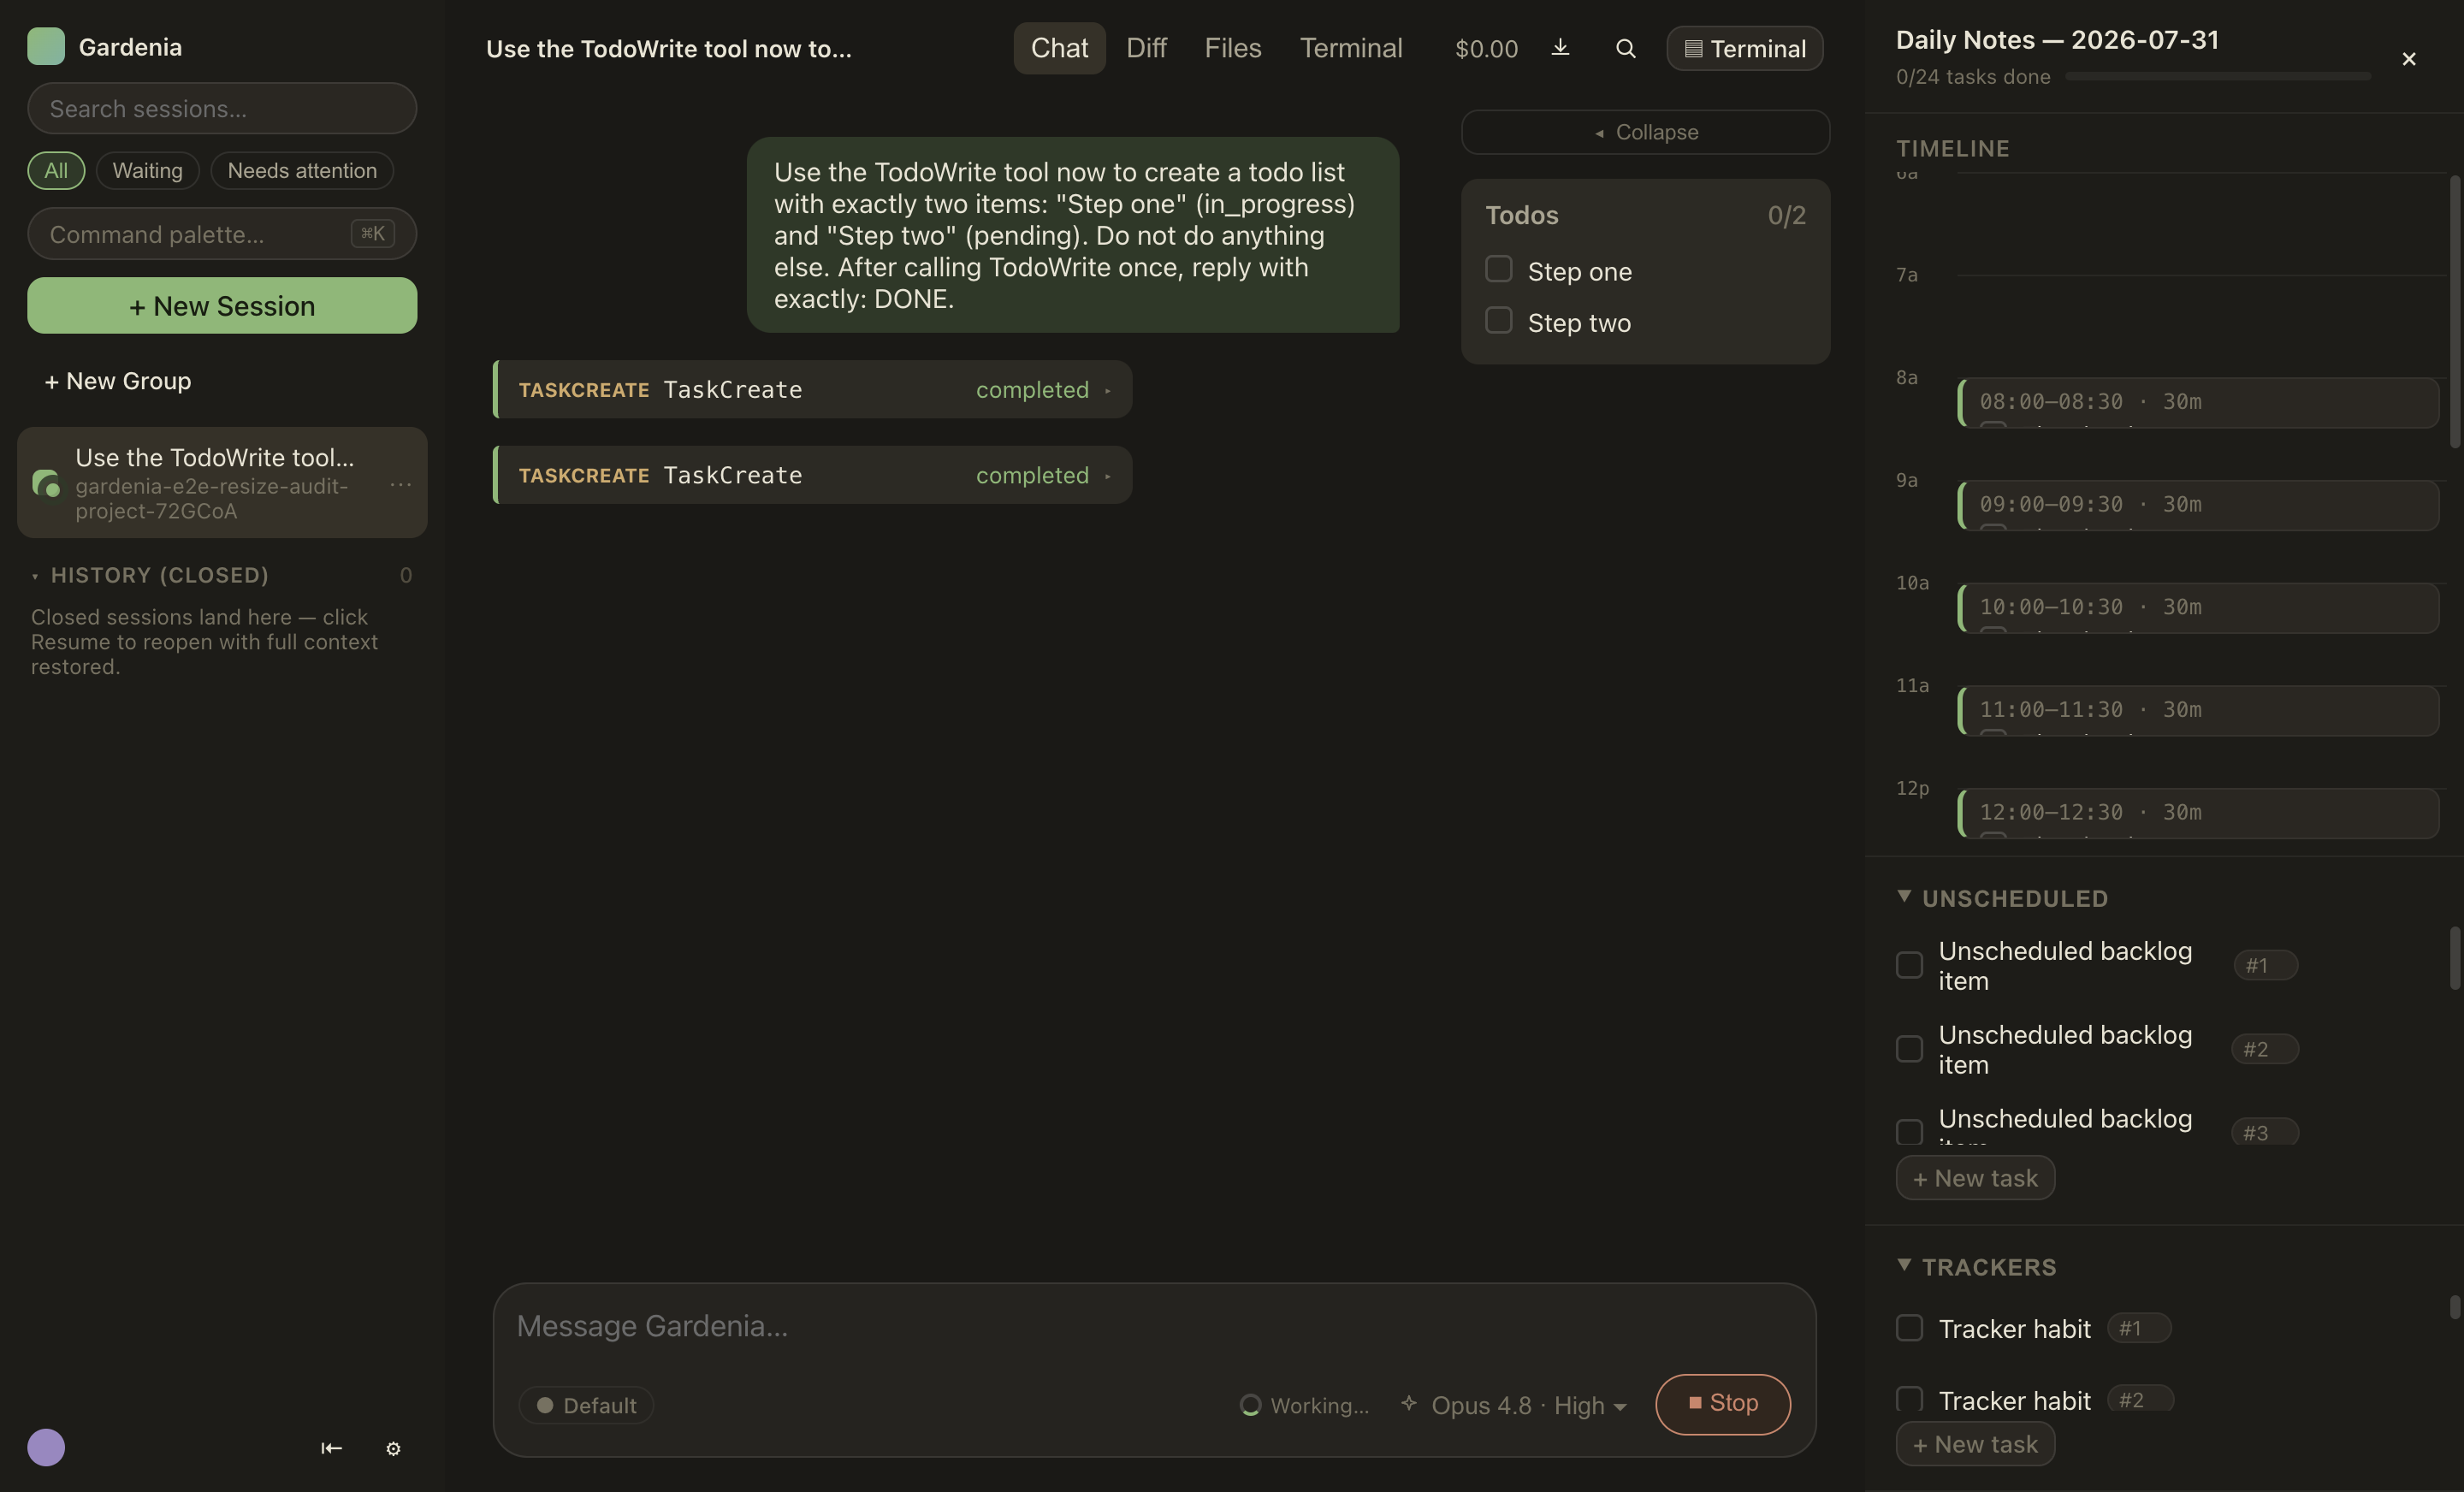 Gardenia
Search sessions...
All
Waiting
Needs attention
Command palette...
⌘K
+ New Session
+ New Group
Use the TodoWrite tool...
gardenia-e2e-resize-audit-
project-72GCoA
HISTORY (CLOSED)
0
Closed sessions land here — click
Resume to reopen with full context
restored.
Use the TodoWrite tool now to...
Chat
Diff
Files
Terminal
$0.00
Terminal
Use the TodoWrite tool now to create a todo list
with exactly two items: "Step one" (in_progress)
and "Step two" (pending). Do not do anything
else. After calling TodoWrite once, reply with
exactly: DONE.
TASKCREATE TaskCreate
completed
TASKCREATE TaskCreate
completed
Collapse
Todos
0/2
Step one
Step two
Message Gardenia...
Default
Working...
Opus 4.8 · High
Stop
Daily Notes — 2026-07-31
0/24 tasks done
TIMELINE
6a
7a
8a
08:00–08:30 · 30m
9a
09:00–09:30 · 30m
10a
10:00–10:30 · 30m
11a
11:00–11:30 · 30m
12p
12:00–12:30 · 30m
UNSCHEDULED
Unscheduled backlog
item
#1
Unscheduled backlog
item
#2
Unscheduled backlog
item
#3
+ New task
TRACKERS
Tracker habit
#1
Tracker habit
#2
+ New task